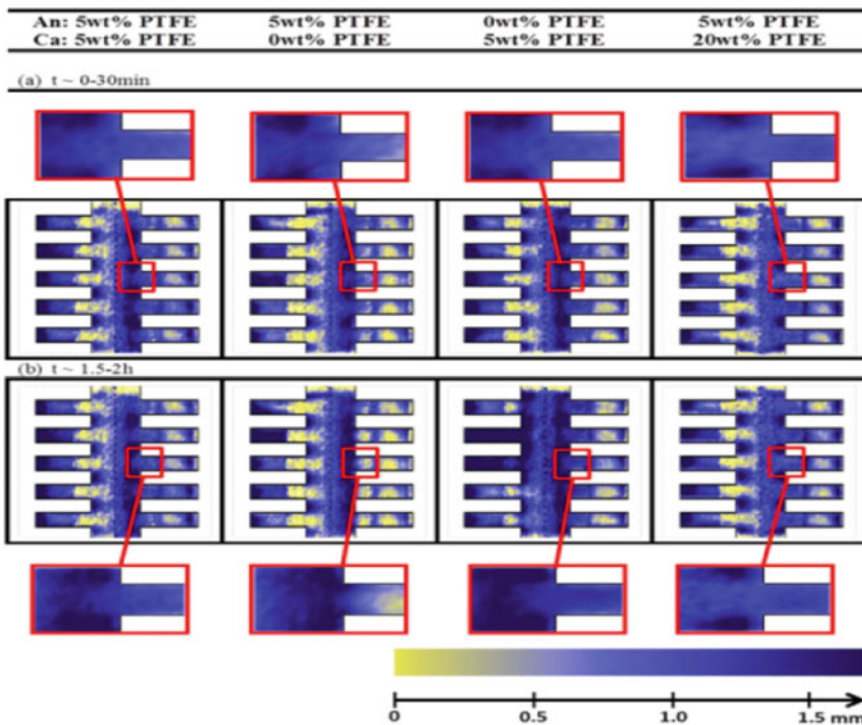 An: 5wt% PTFE 5wt% PTFE 0wt% PTFE 5wt% PTFE
Ca: 5wt% PTFE 0wt% PTFE 5wt% PTFE 20wt% PTFE
(a) t ~ 0-30min
(b) t ~ 1.5-2h
0 0.5 1.0 1.5 mm